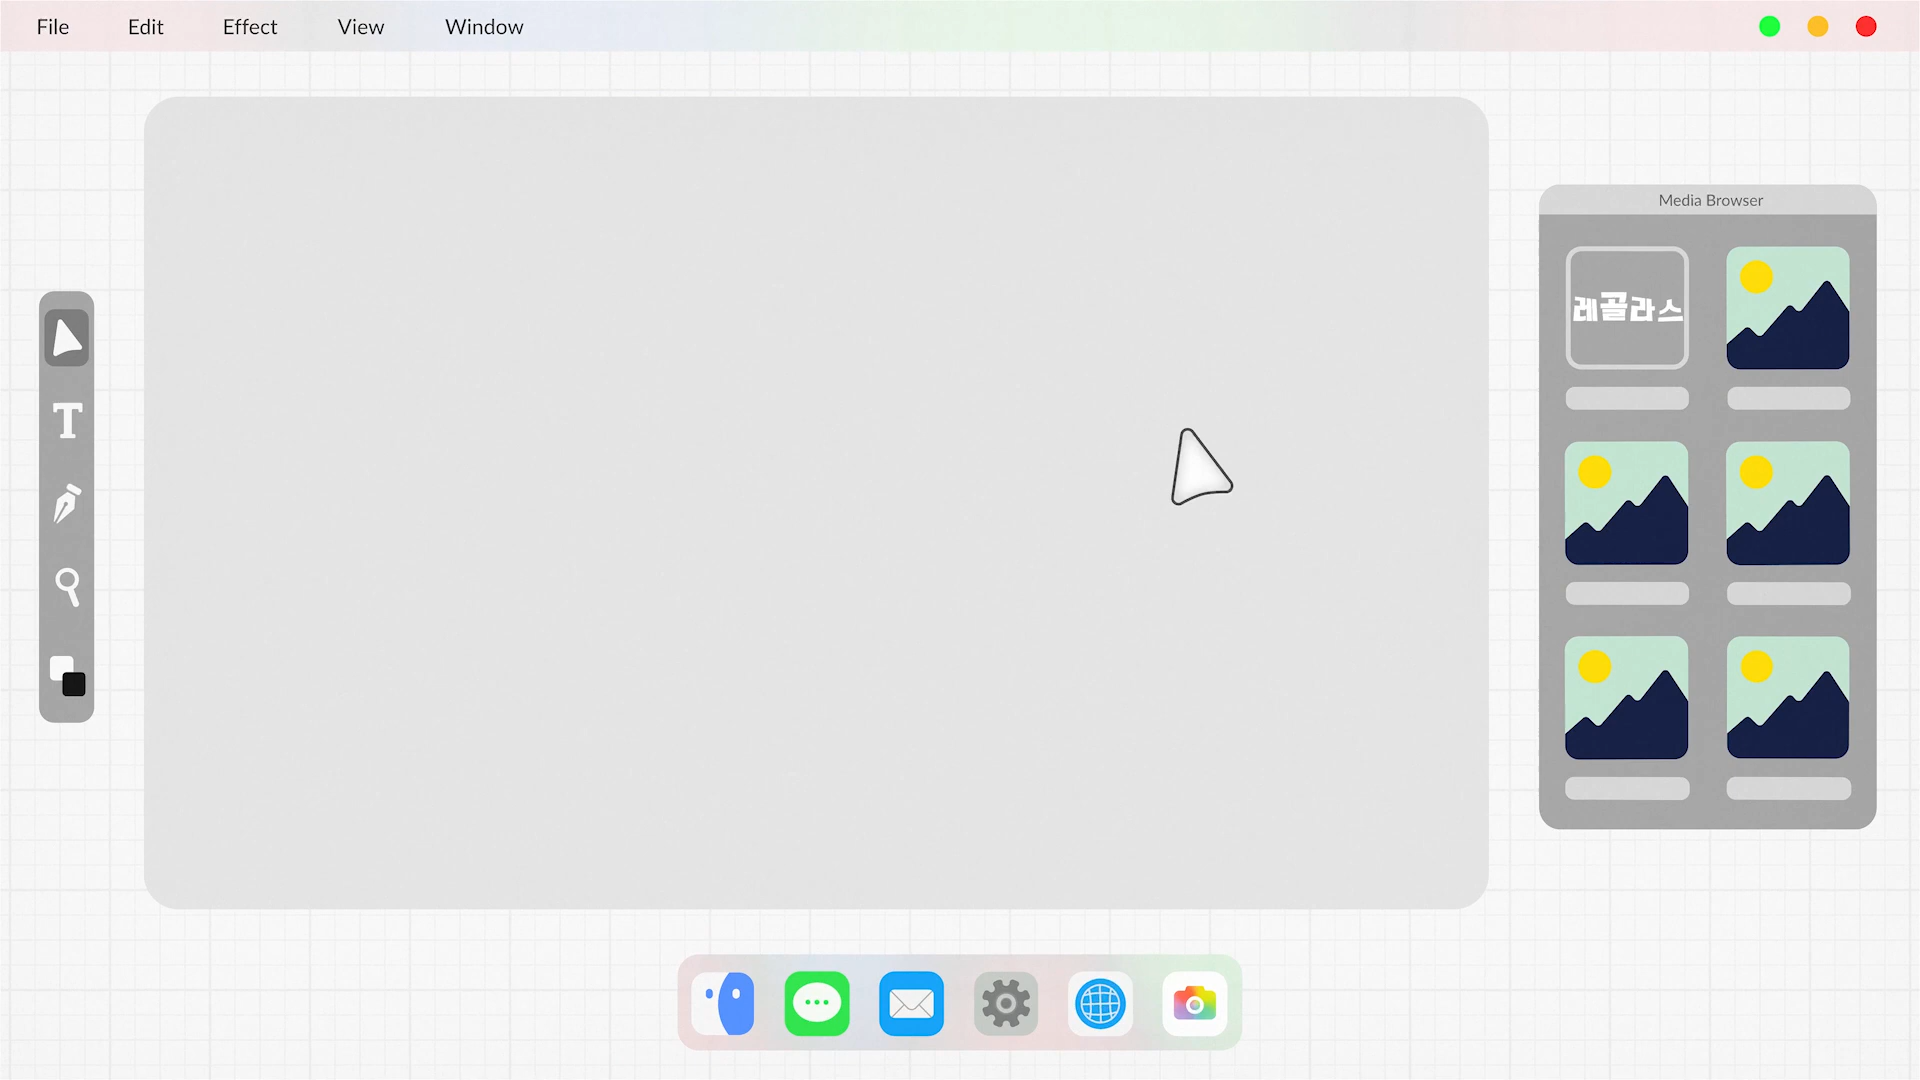 File
Edit
Effect
View
Window
Media Browser
레골라스
T